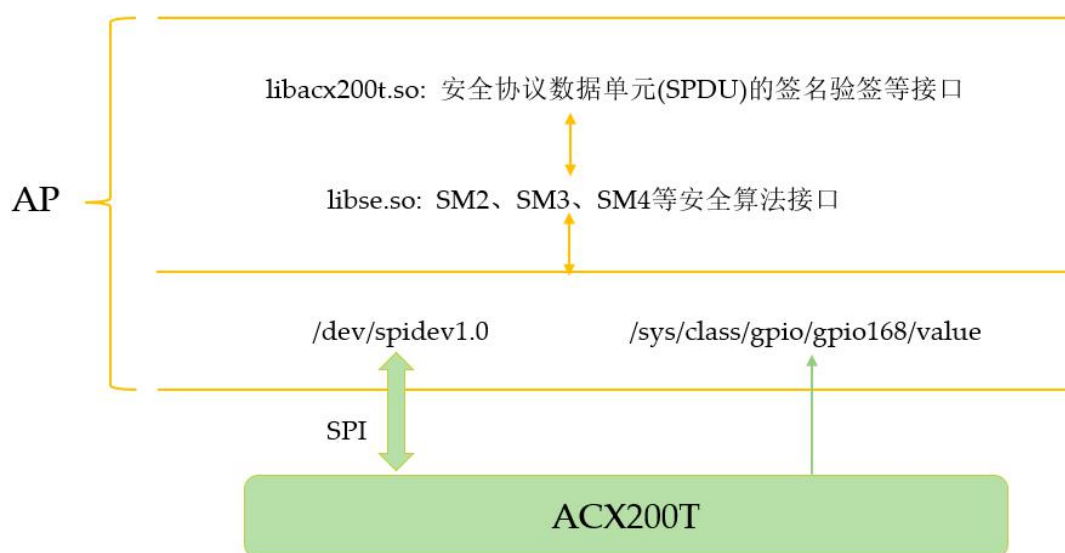 libacx200t.so: 安全协议数据单元(SPDU)的签名验签等接口
AP
libse.so: SM2、SM3、SM4等安全算法接口
/dev/spidev1.0
/sys/class/gpio/gpio168/value
SPI
ACX200T